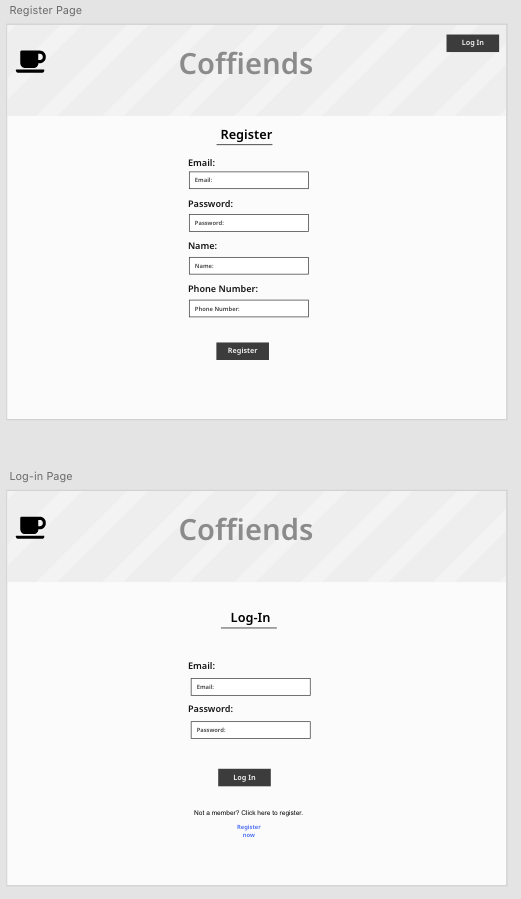 Register Page
Log In
Coffiends
Register
Email:
Email:
Password:
Password:
Name:
Name:
Phone Number:
Phone Number:
Register
Log-in Page
Coffiends
Log-In
Email:
Email:
Password:
Password:
Log In
Not a member? Click here to register.
Register
now